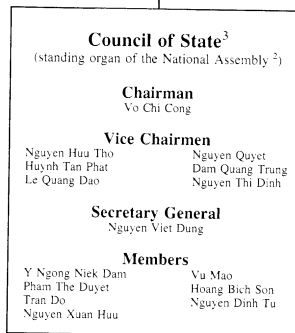 Council of State³
(standing organ of the National Assembly ²)
Chairman
Vo Chi Cong
Vice Chairmen
Nguyen Huu Tho Nguyen Quyet
Huynh Tan Phat Dam Quang Trung
Le Quang Dao Nguyen Thi Dinh
Secretary General
Nguyen Viet Dung
Members
Y Ngong Niek Dam Vu Mao
Pham The Duyet Hoang Bich Son
Tran Do Nguyen Dinh Tu
Nguyen Xuan Huu